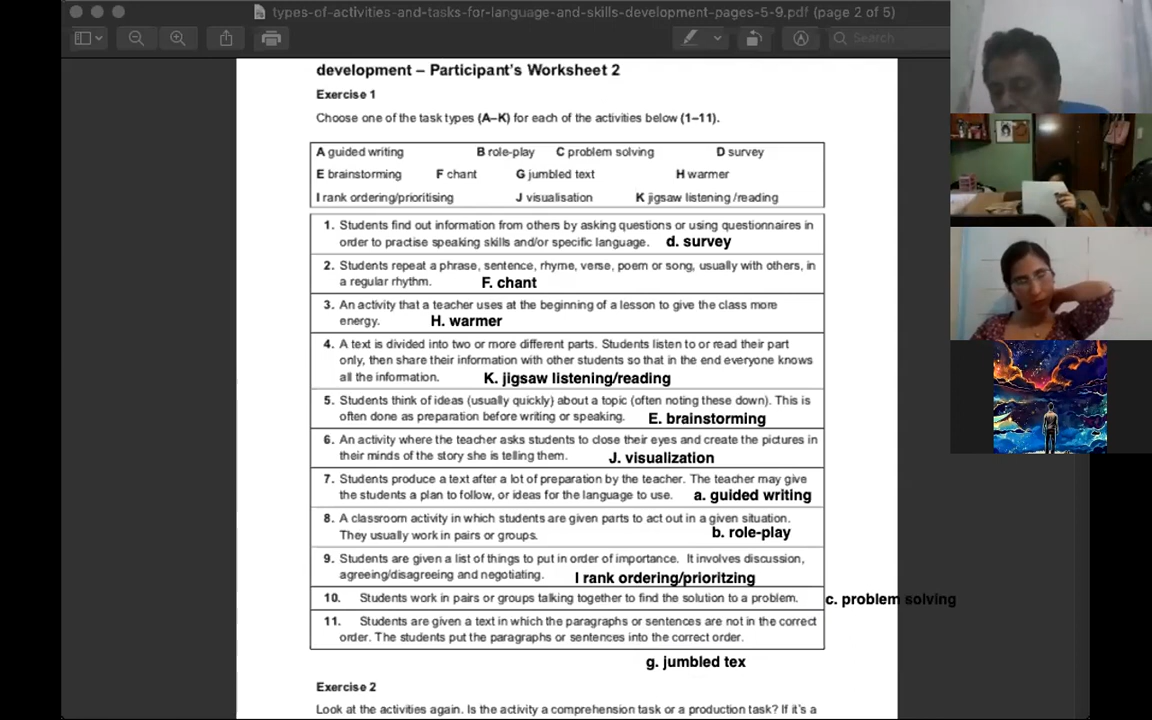 types-of-activities-and-tasks-for-language-and-skills-development-pages-5-9.pdf (page 2 of 5)
Search
development – Participant's Worksheet 2
Exercise 1
Choose one of the task types (A–K) for each of the activities below (1–11).
A guided writing B role-play C problem solving D survey
E brainstorming F chant G jumbled text H warmer
I rank ordering/prioritising J visualisation K jigsaw listening /reading
1. Students find out information from others by asking questions or using questionnaires in
order to practise speaking skills and/or specific language. d. survey
2. Students repeat a phrase, sentence, rhyme, verse, poem or song, usually with others, in
a regular rhythm. F. chant
3. An activity that a teacher uses at the beginning of a lesson to give the class more
energy. H. warmer
4. A text is divided into two or more different parts. Students listen to or read their part
only, then share their information with other students so that in the end everyone knows
all the information. K. jigsaw listening/reading
5. Students think of ideas (usually quickly) about a topic (often noting these down). This is
often done as preparation before writing or speaking. E. brainstorming
6. An activity where the teacher asks students to close their eyes and create the pictures in
their minds of the story she is telling them. J. visualization
7. Students produce a text after a lot of preparation by the teacher. The teacher may give
the students a plan to follow, or ideas for the language to use. a. guided writing
8. A classroom activity in which students are given parts to act out in a given situation.
They usually work in pairs or groups. b. role-play
9. Students are given a list of things to put in order of importance. It involves discussion,
agreeing/disagreeing and negotiating. I rank ordering/prioritzing
10. Students work in pairs or groups talking together to find the solution to a problem. c. problem solving
11. Students are given a text in which the paragraphs or sentences are not in the correct
order. The students put the paragraphs or sentences into the correct order.
g. jumbled tex
Exercise 2
Look at the activities again. Is the activity a comprehension task or a production task? If it's a